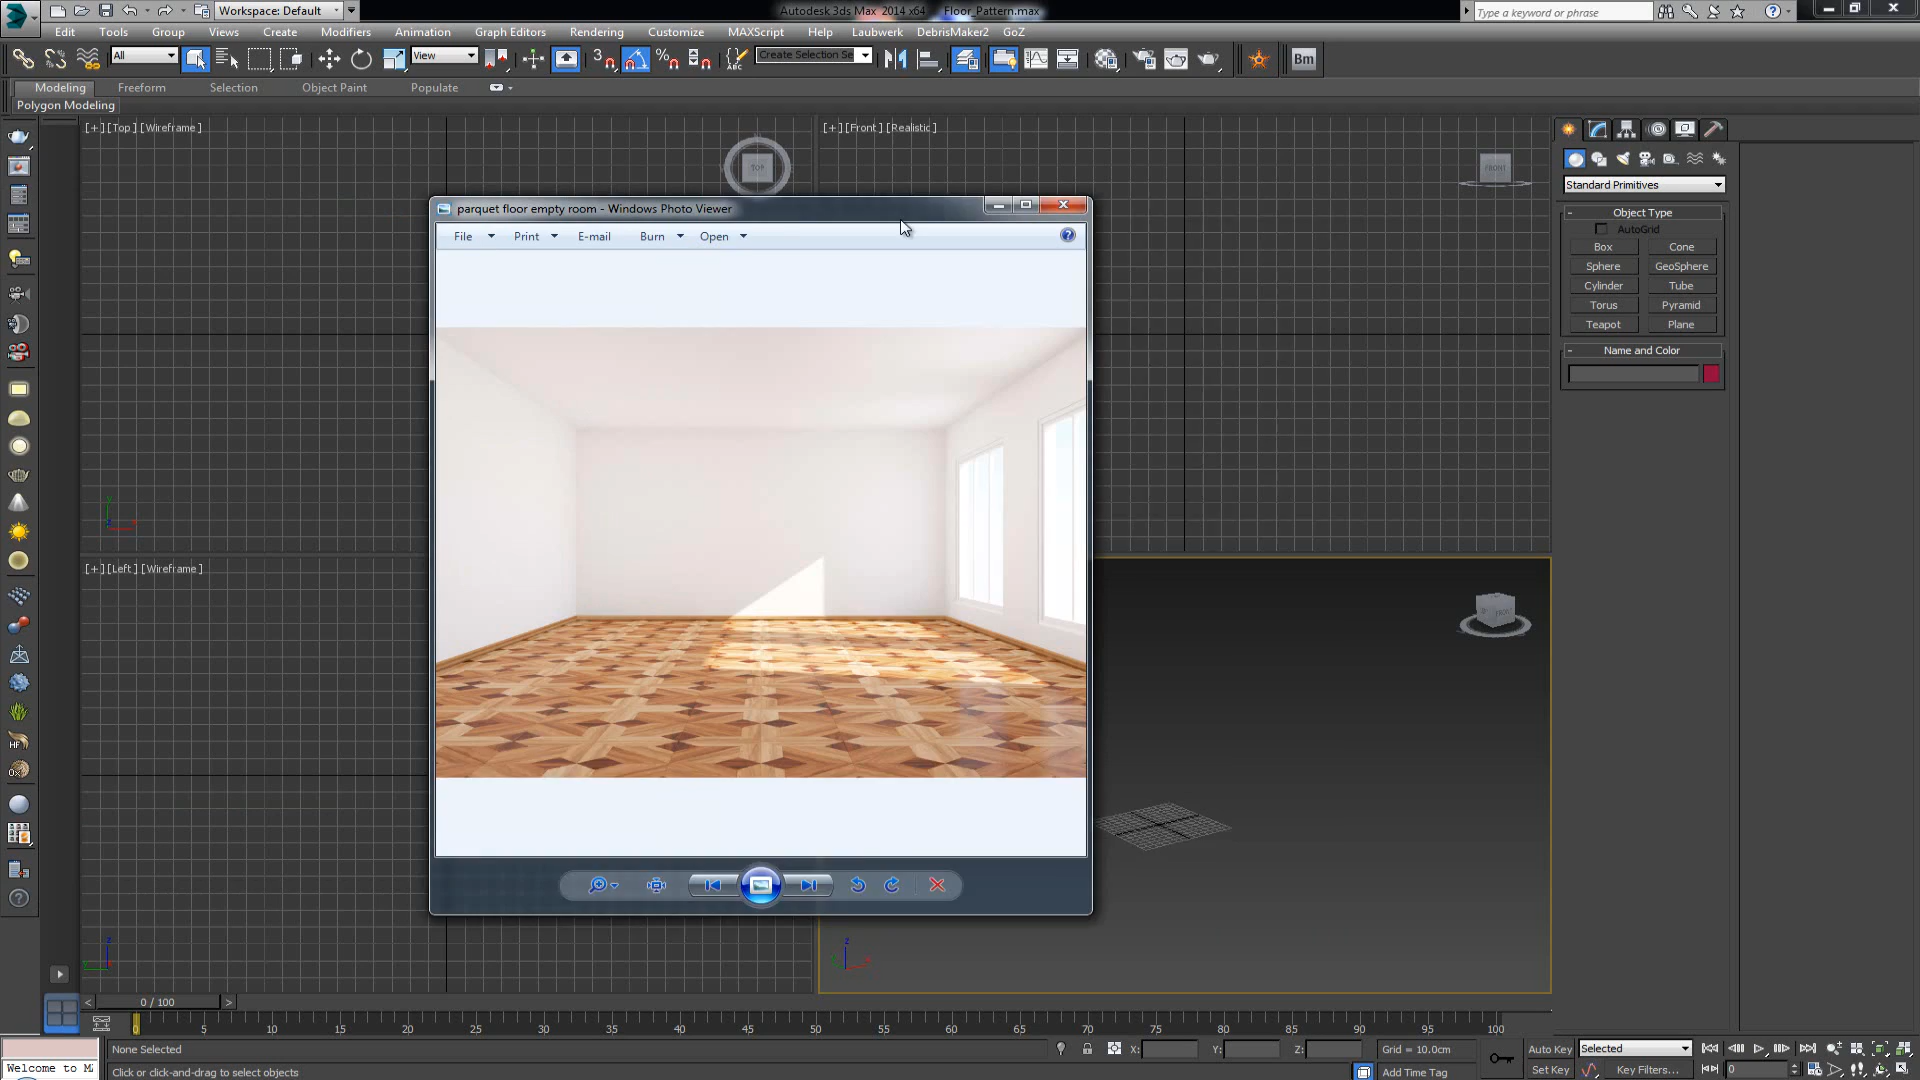 Workspace: Default
Autodesk 3ds Max 2014 x64 Floor_Pattern.max
Type a keyword or phrase
Edit Tools Group Views Create Modifiers Animation Graph Editors Rendering Customize MAXScript Help Laubwerk DebrisMaker2 GoZ
All
View
Create Selection Se
Bm
Modeling Freeform Selection Object Paint Populate
Polygon Modeling
[+] [Top] [Wireframe]
[+] [Front] [Realistic]
TOP
FRONT
Standard Primitives
parquet floor empty room - Windows Photo Viewer
File Print E-mail Burn Open
- Object Type
AutoGrid
Box Cone
Sphere GeoSphere
Cylinder Tube
Torus Pyramid
Teapot Plane
- Name and Color
[+] [Left] [Wireframe]
HF
0 / 100
0 5 10 15 20 25 30 35 40 45 50 55 60 65 70 75 80 85 90 95 100
None Selected
X: Y: Z: Grid = 10.0cm
Auto Key Selected
Welcome to MA
Click or click-and-drag to select objects
Add Time Tag
Set Key Key Filters... 0